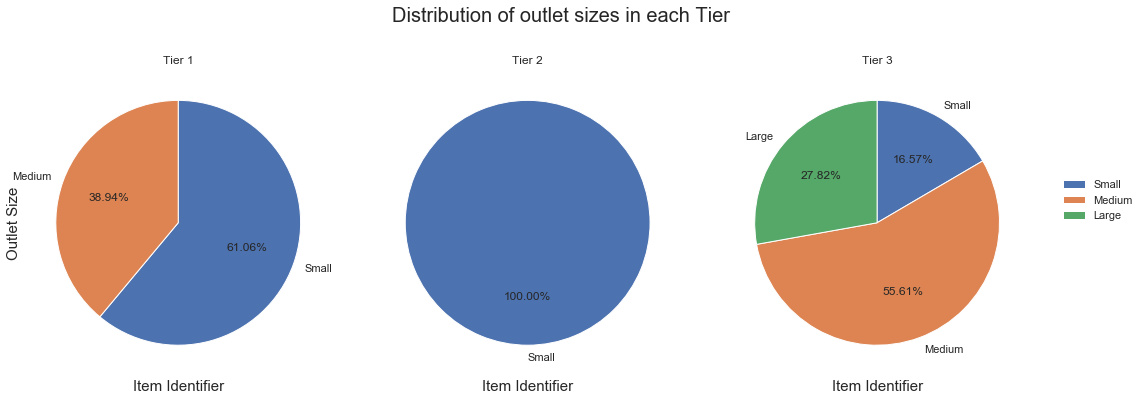 Distribution of outlet sizes in each Tier
Tier 1
Medium
38.94%
61.06%
Small
Outlet Size
Item Identifier
Tier 2
100.00%
Small
Item Identifier
Tier 3
Small
Large
16.57%
27.82%
55.61%
Medium
Item Identifier
Small
Medium
Large